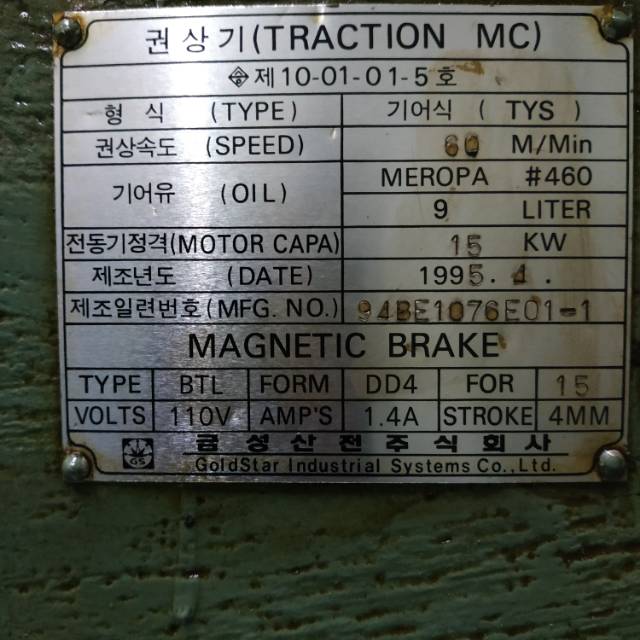 권상기(TRACTION MC)
제10-01-01-5호
형 식 (TYPE) 기어식 ( TYS )
권상속도 (SPEED) 60 M/Min
기어유 (OIL) MEROPA #460
9 LITER
전동기정격(MOTOR CAPA) 15 KW
제조년도 (DATE) 1995. 4 .
제조일련번호(MFG. NO.) 94BE1076E01-1
MAGNETIC BRAKE
TYPE BTL FORM DD4 FOR 15
VOLTS 110V AMP'S 1.4A STROKE 4MM
GS 금성산전주식회사
GoldStar Industrial Systems Co.,Ltd.